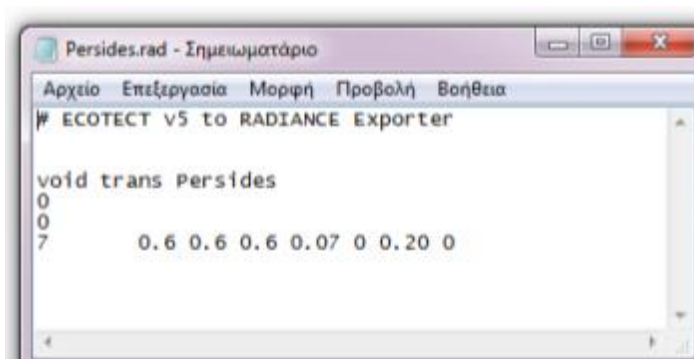 Persides.rad - Σημειωματάριο
Αρχείο Επεξεργασία Μορφή Προβολή Βοήθεια
# ECOTECT v5 to RADIANCE Exporter
void trans Persides
0
0
7 0.6 0.6 0.6 0.07 0 0.20 0